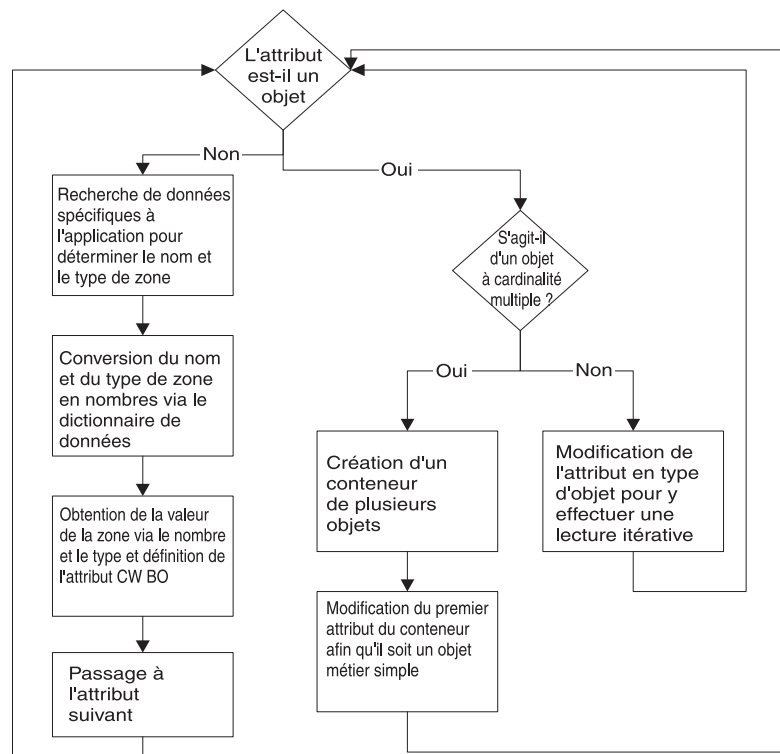 L'attribut
est-il un
objet
Non
Oui
Recherche de données
spécifiques à
l'application pour
déterminer le nom et
le type de zone
S'agit-il
d'un objet
à cardinalité
multiple ?
Conversion du nom
et du type de zone
en nombres via le
dictionnaire de
données
Oui
Non
Création d'un
conteneur
de plusieurs
objets
Modification de
l'attribut en type
d'objet pour y
effectuer une
lecture itérative
Obtention de la valeur
de la zone via le nombre
et le type et définition de
l'attribut CW BO
Modification du premier
attribut du conteneur
afin qu'il soit un objet
métier simple
Passage à
l'attribut
suivant